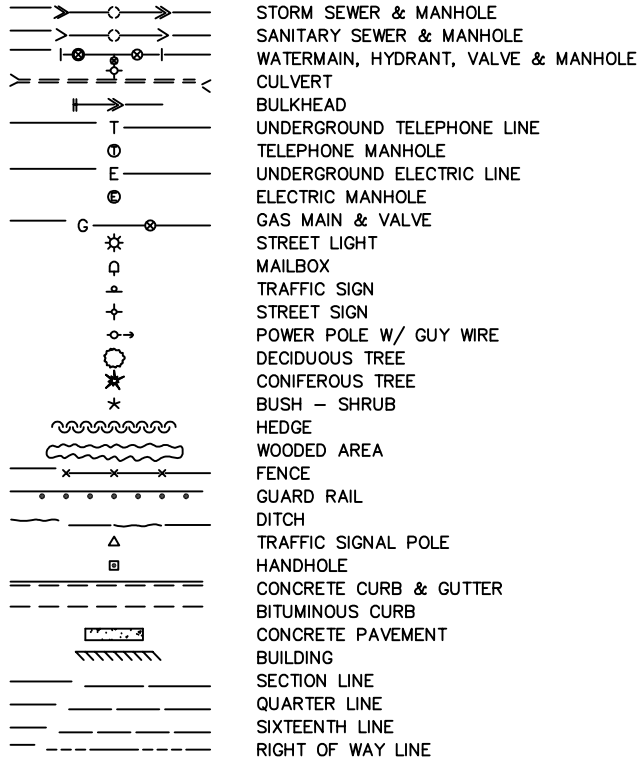 STORM SEWER & MANHOLE
SANITARY SEWER & MANHOLE
WATERMAIN, HYDRANT, VALVE & MANHOLE
CULVERT
BULKHEAD
T UNDERGROUND TELEPHONE LINE
T TELEPHONE MANHOLE
E UNDERGROUND ELECTRIC LINE
E ELECTRIC MANHOLE
G GAS MAIN & VALVE
STREET LIGHT
MAILBOX
TRAFFIC SIGN
STREET SIGN
POWER POLE W/ GUY WIRE
DECIDUOUS TREE
CONIFEROUS TREE
BUSH – SHRUB
HEDGE
WOODED AREA
FENCE
GUARD RAIL
DITCH
TRAFFIC SIGNAL POLE
HANDHOLE
CONCRETE CURB & GUTTER
BITUMINOUS CURB
CONCRETE PAVEMENT
BUILDING
SECTION LINE
QUARTER LINE
SIXTEENTH LINE
RIGHT OF WAY LINE